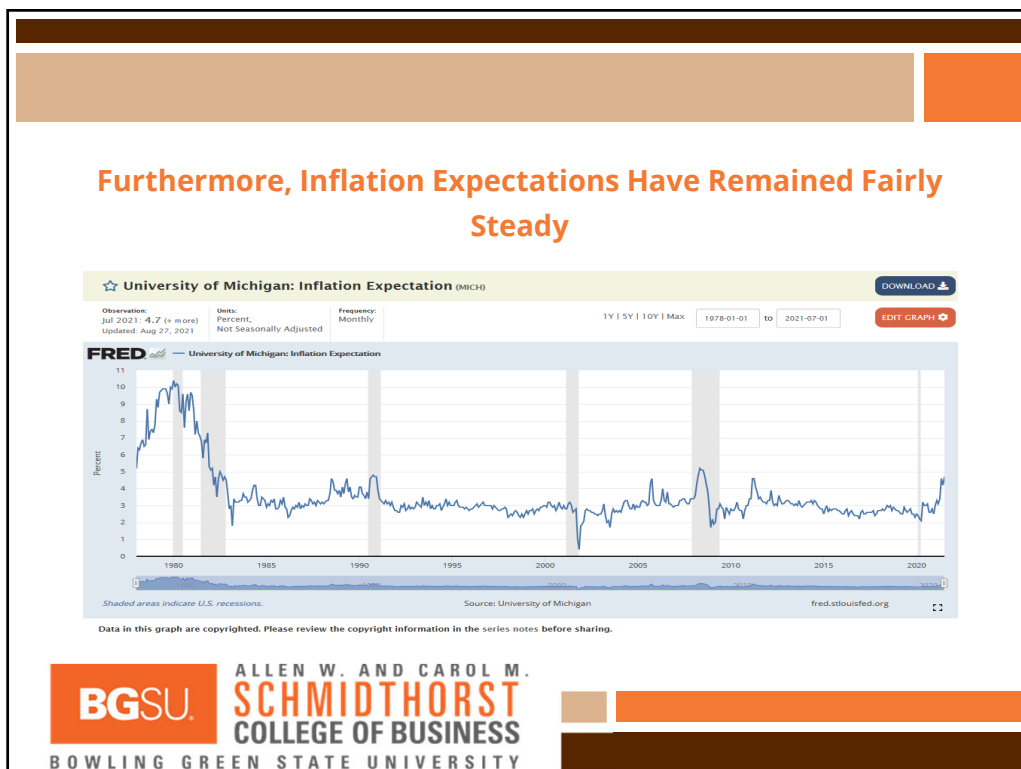 Furthermore, Inflation Expectations Have Remained Fairly
Steady
University of Michigan: Inflation Expectation (MICH)
DOWNLOAD
Observation:
Jul 2021: 4.7 (+ more)
Updated: Aug 27, 2021
Units:
Percent,
Not Seasonally Adjusted
Frequency:
Monthly
1Y | 5Y | 10Y | Max
1978-01-01 to 2021-07-01
EDIT GRAPH
FRED
University of Michigan: Inflation Expectation
11
10
9
8
7
6
5
4
3
2
1
0
Percent
1980 1985 1990 1995 2000 2005 2010 2015 2020
1990 2000 2010 2020
Shaded areas indicate U.S. recessions.
Source: University of Michigan
fred.stlouisfed.org
Data in this graph are copyrighted. Please review the copyright information in the series notes before sharing.
BGSU.
ALLEN W. AND CAROL M.
SCHMIDTHORST
COLLEGE OF BUSINESS
BOWLING GREEN STATE UNIVERSITY